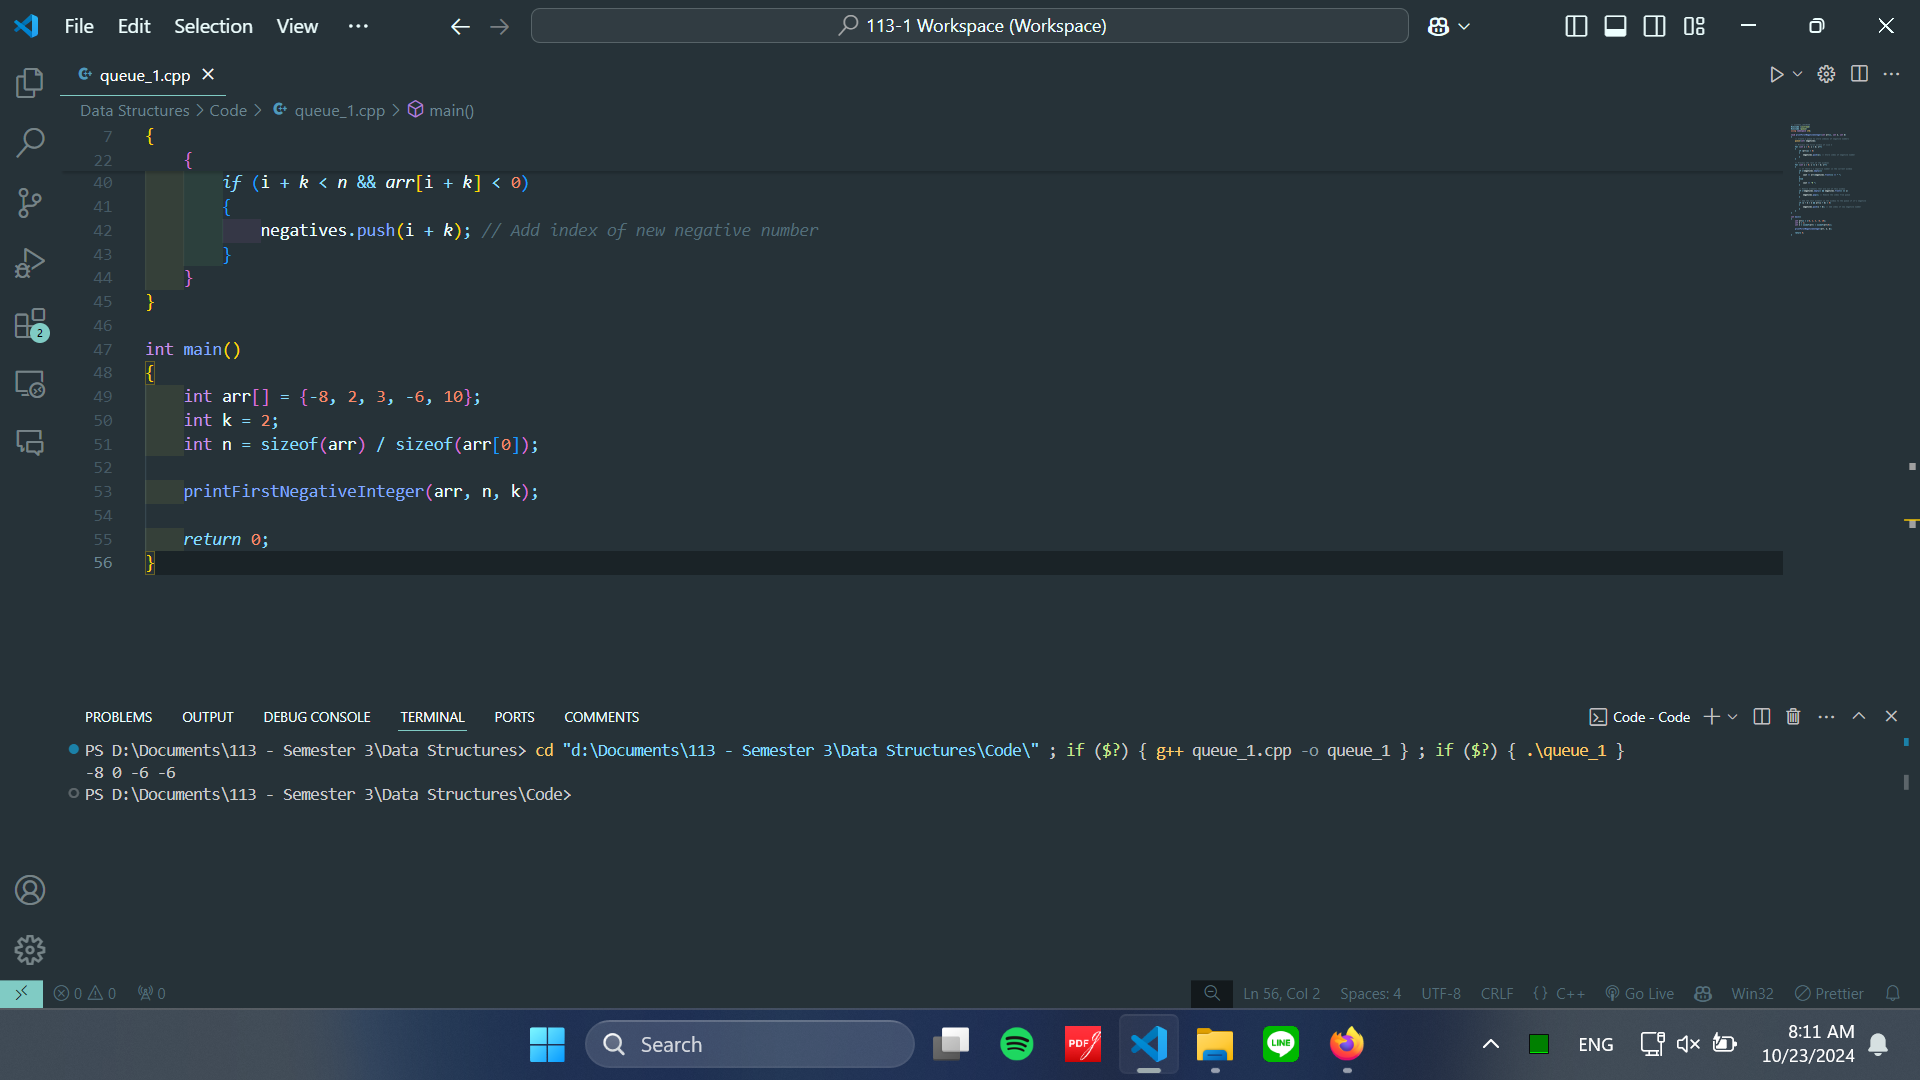 File Edit Selection View ···
113-1 Workspace (Workspace)
queue_1.cpp
Data Structures > Code > queue_1.cpp > main()
7 {
22 {
40 if (i + k < n && arr[i + k] < 0)
41 {
42 negatives.push(i + k); // Add index of new negative number
43 }
44 }
45 }
46
47 int main()
48 {
49 int arr[] = {-8, 2, 3, -6, 10};
50 int k = 2;
51 int n = sizeof(arr) / sizeof(arr[0]);
52
53 printFirstNegativeInteger(arr, n, k);
54
55 return 0;
56 }
2
PROBLEMS OUTPUT DEBUG CONSOLE TERMINAL PORTS COMMENTS
Code - Code
PS D:\Documents\113 - Semester 3\Data Structures> cd "d:\Documents\113 - Semester 3\Data Structures\Code\" ; if ($?) { g++ queue_1.cpp -o queue_1 } ; if ($?) { .\queue_1 }
-8 0 -6 -6
PS D:\Documents\113 - Semester 3\Data Structures\Code>
0 0 0
Ln 56, Col 2 Spaces: 4 UTF-8 CRLF {} C++ Go Live Win32 Prettier
Search
PDF
LINE
ENG
8:11 AM
10/23/2024